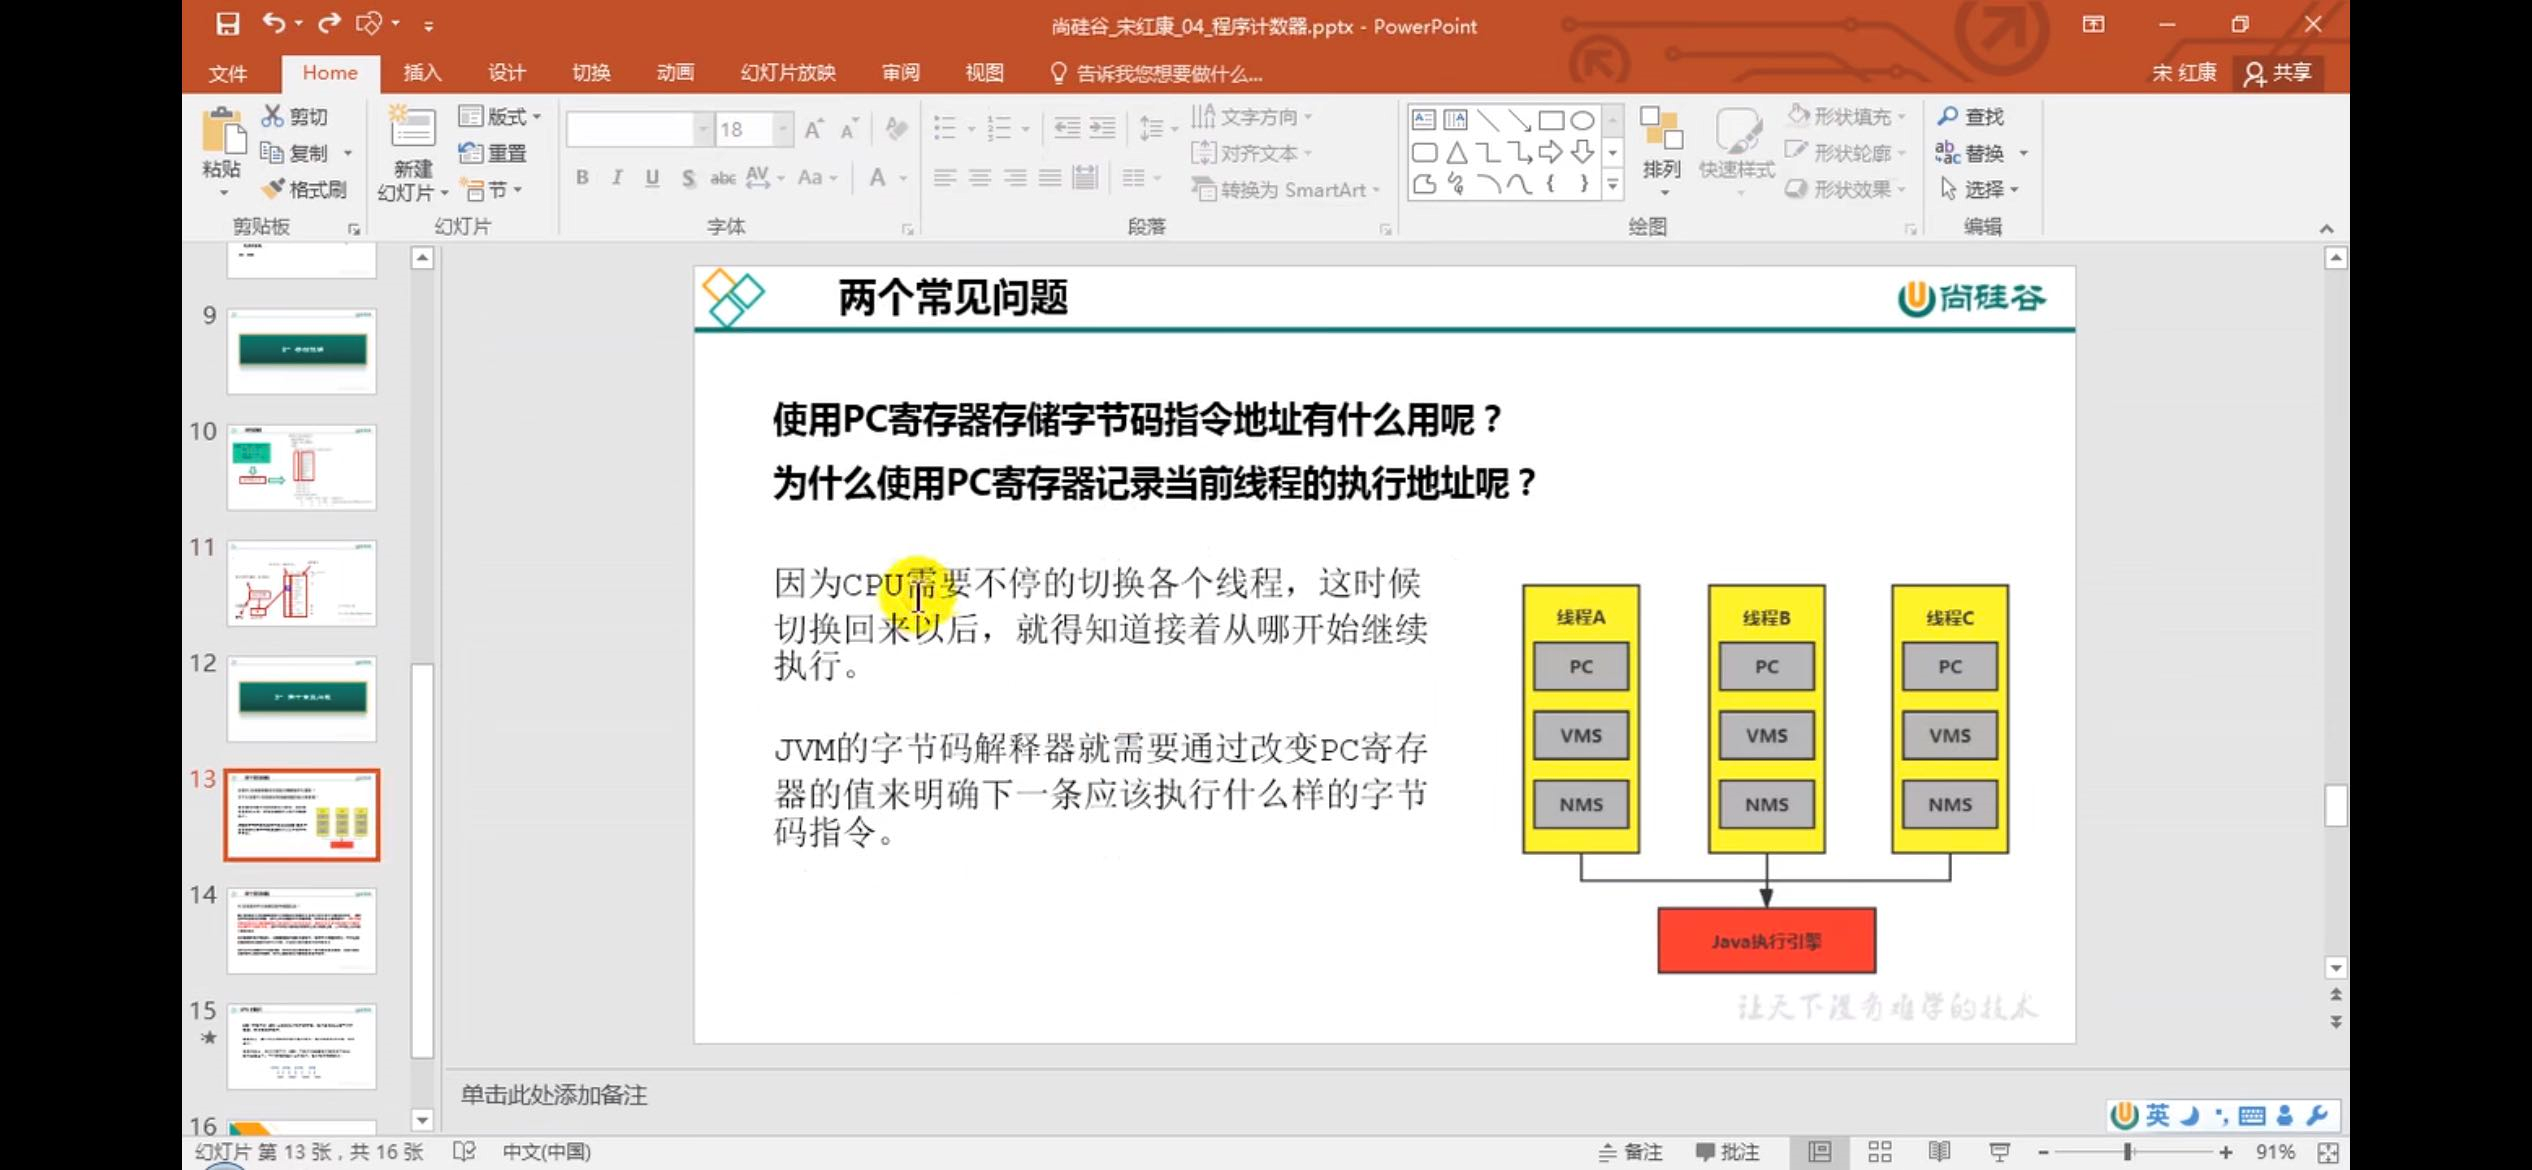 尚硅谷_宋红康_04_程序计数器.pptx - PowerPoint
文件 Home 插入 设计 切换 动画 幻灯片放映 审阅 视图 告诉我您想要做什么... 宋 红康 共享
粘贴 剪切 复制 格式刷
剪贴板
新建
幻灯片
版式
重置
节
幻灯片
18
B I U S abc AV Aa A
字体
文字方向
对齐文本
转换为 SmartArt
段落
排列
快速样式
形状填充
形状轮廓
形状效果
绘图
查找
替换
选择
编辑
9
10
11
12
13
14
15
16
两个常见问题
尚硅谷
使用PC寄存器存储字节码指令地址有什么用呢？
为什么使用PC寄存器记录当前线程的执行地址呢？
因为CPU需要不停的切换各个线程，这时候
切换回来以后，就得知道接着从哪开始继续
执行。
JVM的字节码解释器就需要通过改变PC寄存
器的值来明确下一条应该执行什么样的字节
码指令。
线程A 线程B 线程C
PC PC PC
VMS VMS VMS
NMS NMS NMS
Java执行引擎
让天下没有难学的技术
单击此处添加备注
英
幻灯片 第 13 张，共 16 张 中文(中国) 备注 批注 91%